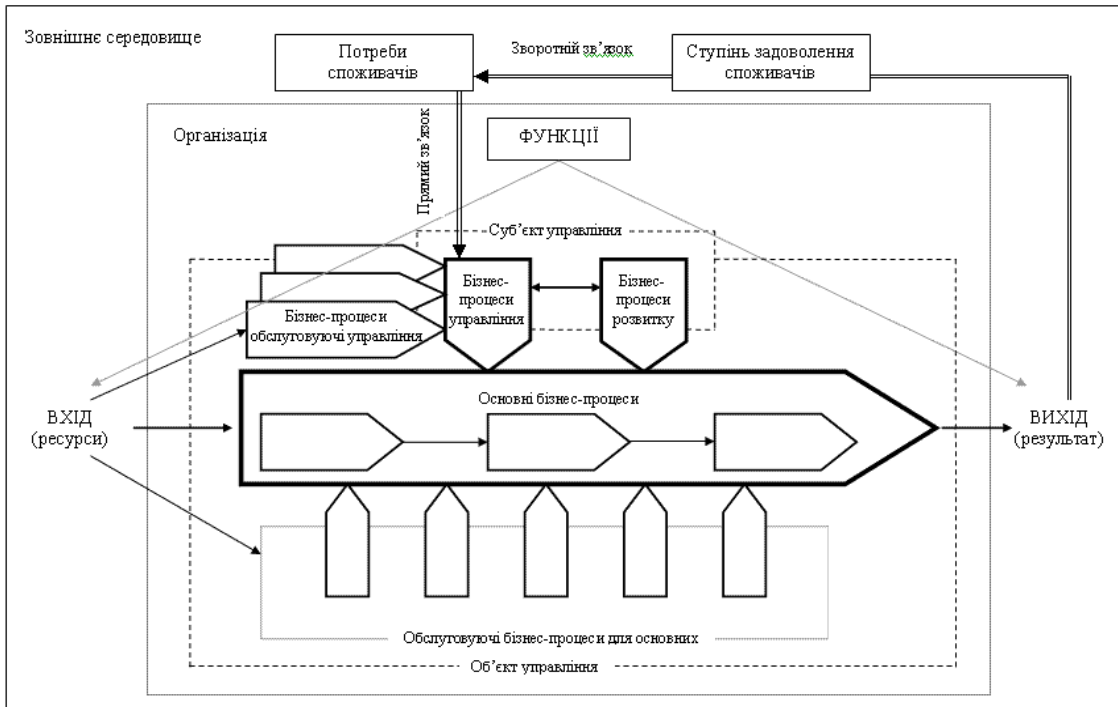 Зовнішнє середовище
Потреби
споживачів
Зворотній зв’язок
Ступінь задоволення
споживачів
Організація
Прямий зв’язок
ФУНКЦІЇ
Суб’єкт управління
Бізнес-
процеси
управління
Бізнес-
процеси
розвитку
Бізнес-процеси
обслуговуючі управління
ВХІД
(ресурси)
Основні бізнес-процеси
ВИХІД
(результат)
Обслуговуючі бізнес-процеси для основних
Об’єкт управління